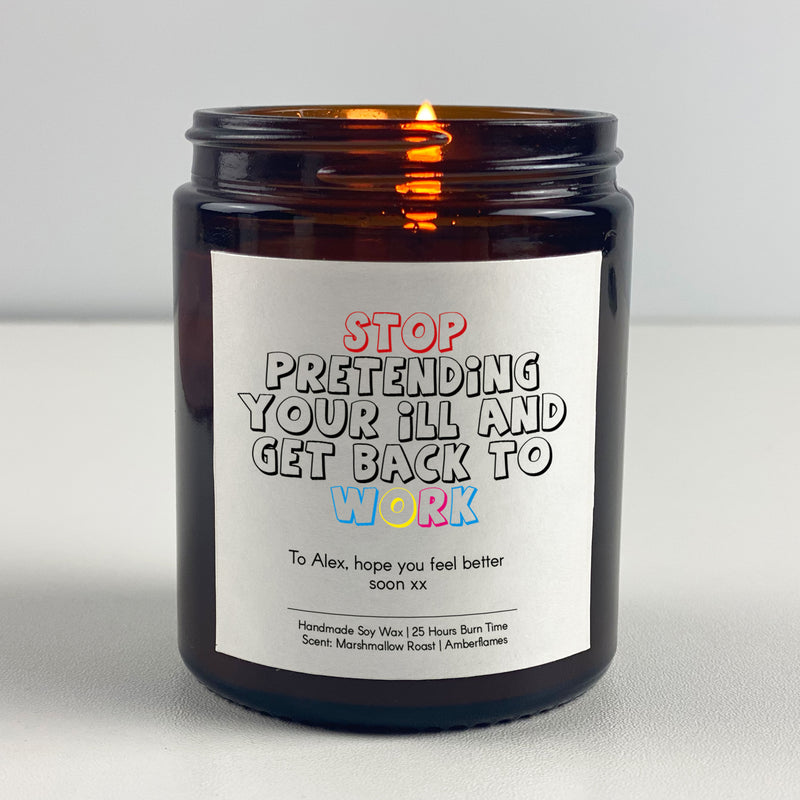 STOP
PRETENDiNG
YOUR iLL AND
GET BACK TO
WORK
To Alex, hope you feel better
soon xx
Handmade Soy Wax | 25 Hours Burn Time
Scent: Marshmallow Roast | Amberflames